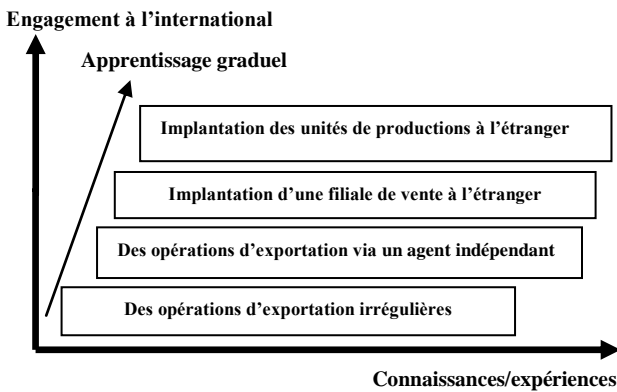 Engagement à l’international
Apprentissage graduel
Implantation des unités de productions à l’étranger
Implantation d’une filiale de vente à l’étranger
Des opérations d’exportation via un agent indépendant
Des opérations d’exportation irrégulières
Connaissances/expériences